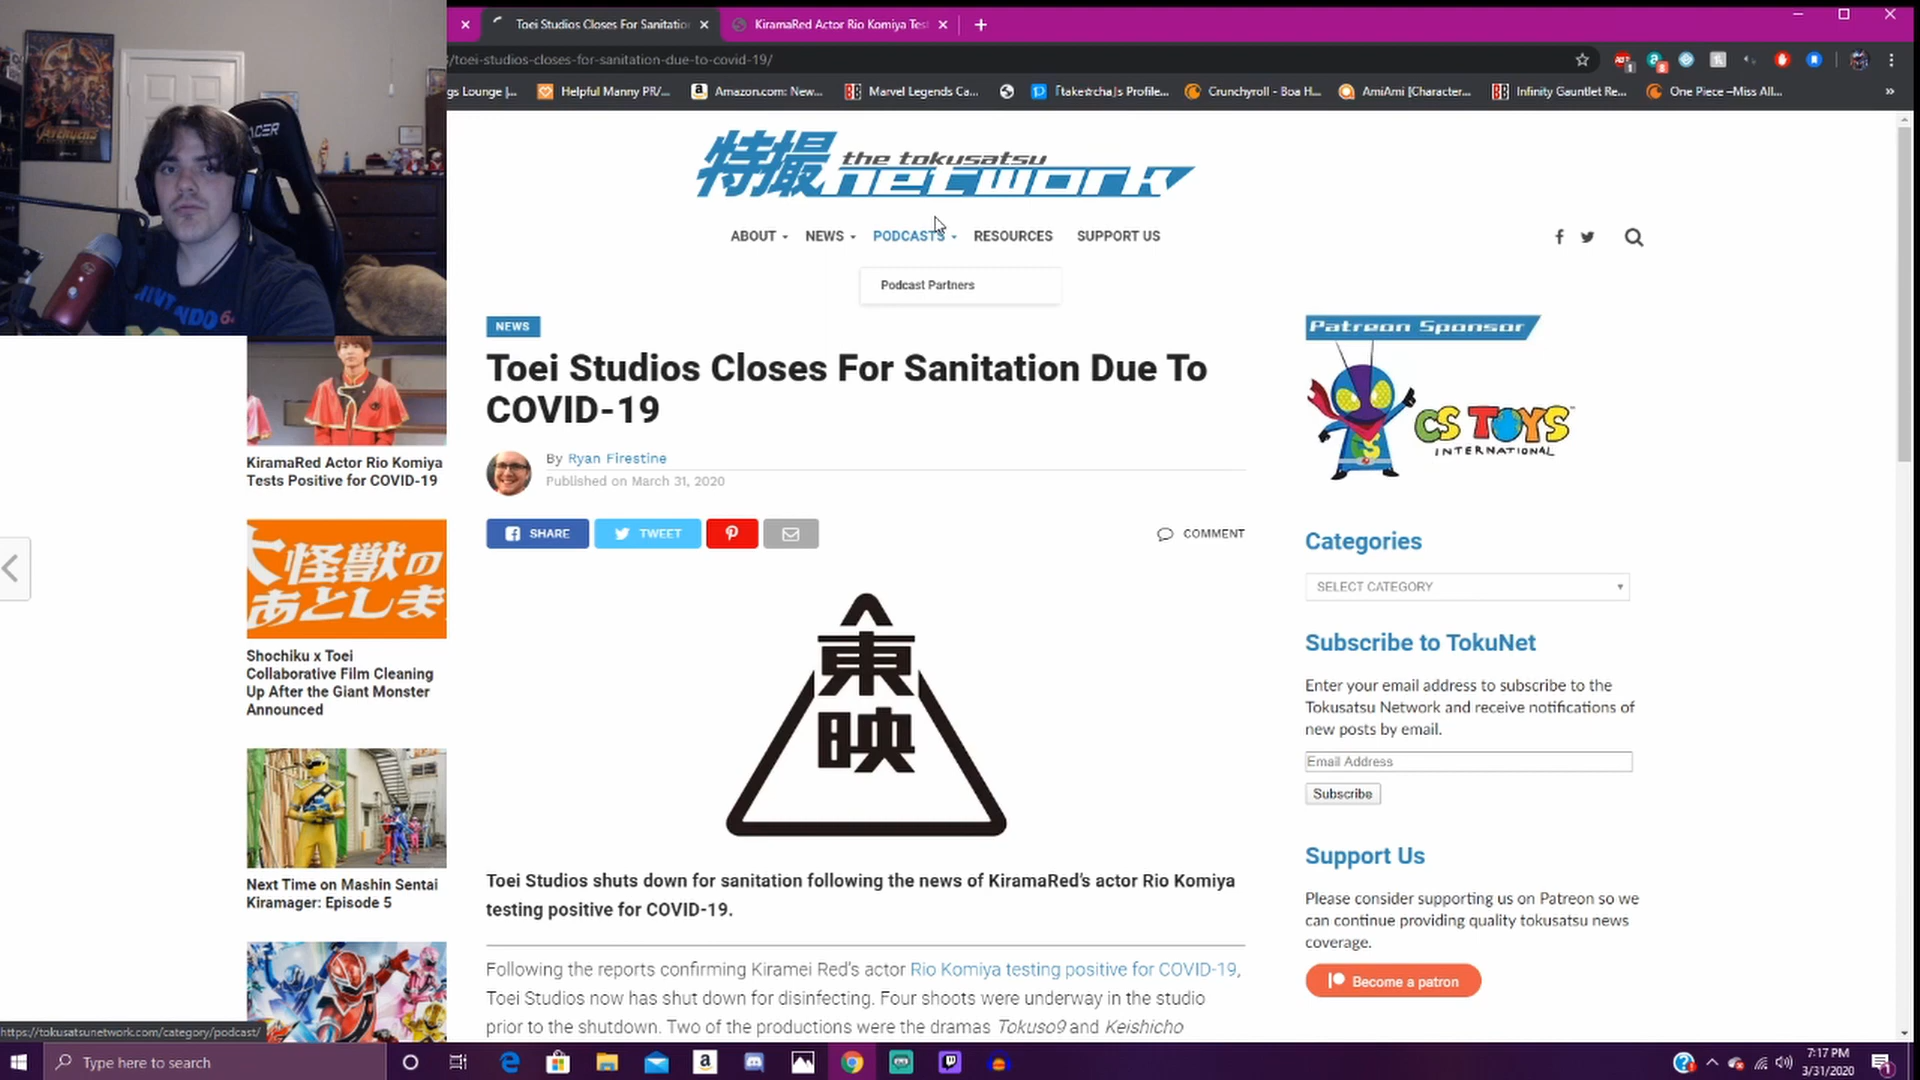 Toei Studios Closes For Sanitation
KiramaRed Actor Rio Komiya Tes
/toei-studios-closes-for-sanitation-due-to-covid-19/
gs Lounge |...
Helpful Manny PR/...
Amazon.com: New...
Marvel Legends Ca...
Crunchyroll - Boa H...
AmiAmi [Character...
Infinity Gauntlet Re...
One Piece –Miss All...
»
AVENGERS
ACER
NINTENDO 64
特撮 the tokusatsu network
ABOUT
NEWS
PODCASTS
RESOURCES
SUPPORT US
Podcast Partners
NEWS
Toei Studios Closes For Sanitation Due To
COVID-19
By Ryan Firestine
Published on March 31, 2020
SHARE
TWEET
COMMENT
東映
Toei Studios shuts down for sanitation following the news of KiramaRed's actor Rio Komiya
testing positive for COVID-19.
Following the reports confirming Kiramei Red's actor Rio Komiya testing positive for COVID-19,
Toei Studios now has shut down for disinfecting. Four shoots were underway in the studio
prior to the shutdown. Two of the productions were the dramas Tokuso9 and Keishicho
KiramaRed Actor Rio Komiya
Tests Positive for COVID-19
大怪獣の
あとしま
Shochiku x Toei
Collaborative Film Cleaning
Up After the Giant Monster
Announced
Next Time on Mashin Sentai
Kiramager: Episode 5
Patreon Sponsor
CS TOYS
INTERNATIONAL
Categories
SELECT CATEGORY
Subscribe to TokuNet
Enter your email address to subscribe to the
Tokusatsu Network and receive notifications of
new posts by email.
Email Address
Subscribe
Support Us
Please consider supporting us on Patreon so we
can continue providing quality tokusatsu news
coverage.
Become a patron
https://tokusatsunetwork.com/category/podcast/
Type here to search
7:17 PM
3/31/2020